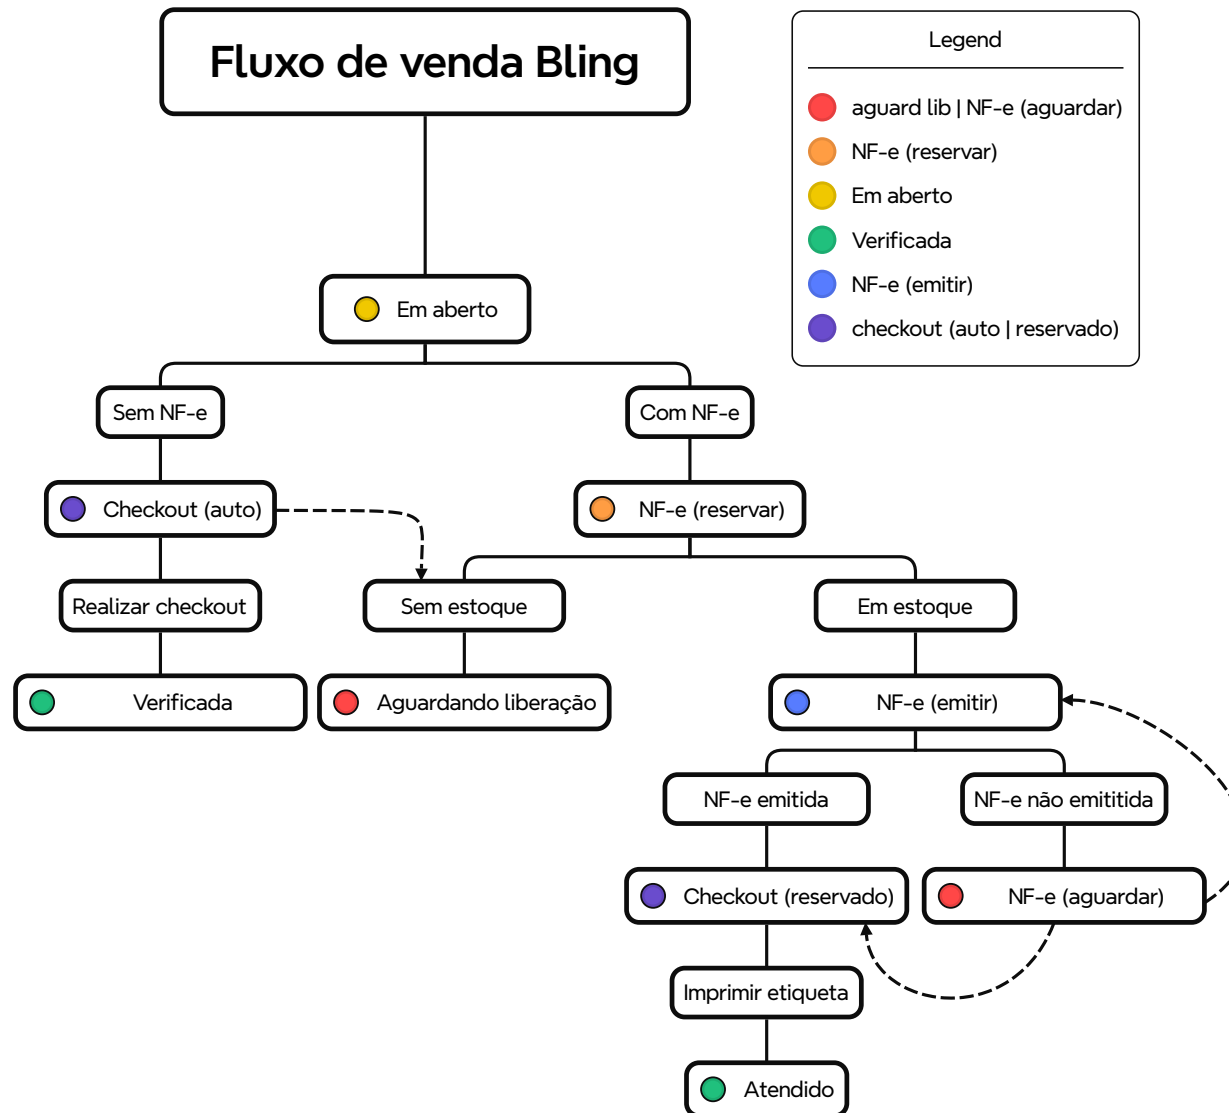 Fluxo de venda Bling
Legend
aguard lib | NF-e (aguardar)
NF-e (reservar)
Em aberto
Verificada
NF-e (emitir)
checkout (auto | reservado)
Em aberto
Sem NF-e
Com NF-e
Checkout (auto)
NF-e (reservar)
Realizar checkout
Sem estoque
Em estoque
Verificada
Aguardando liberação
NF-e (emitir)
NF-e emitida
NF-e não emititida
Checkout (reservado)
NF-e (aguardar)
Imprimir etiqueta
Atendido